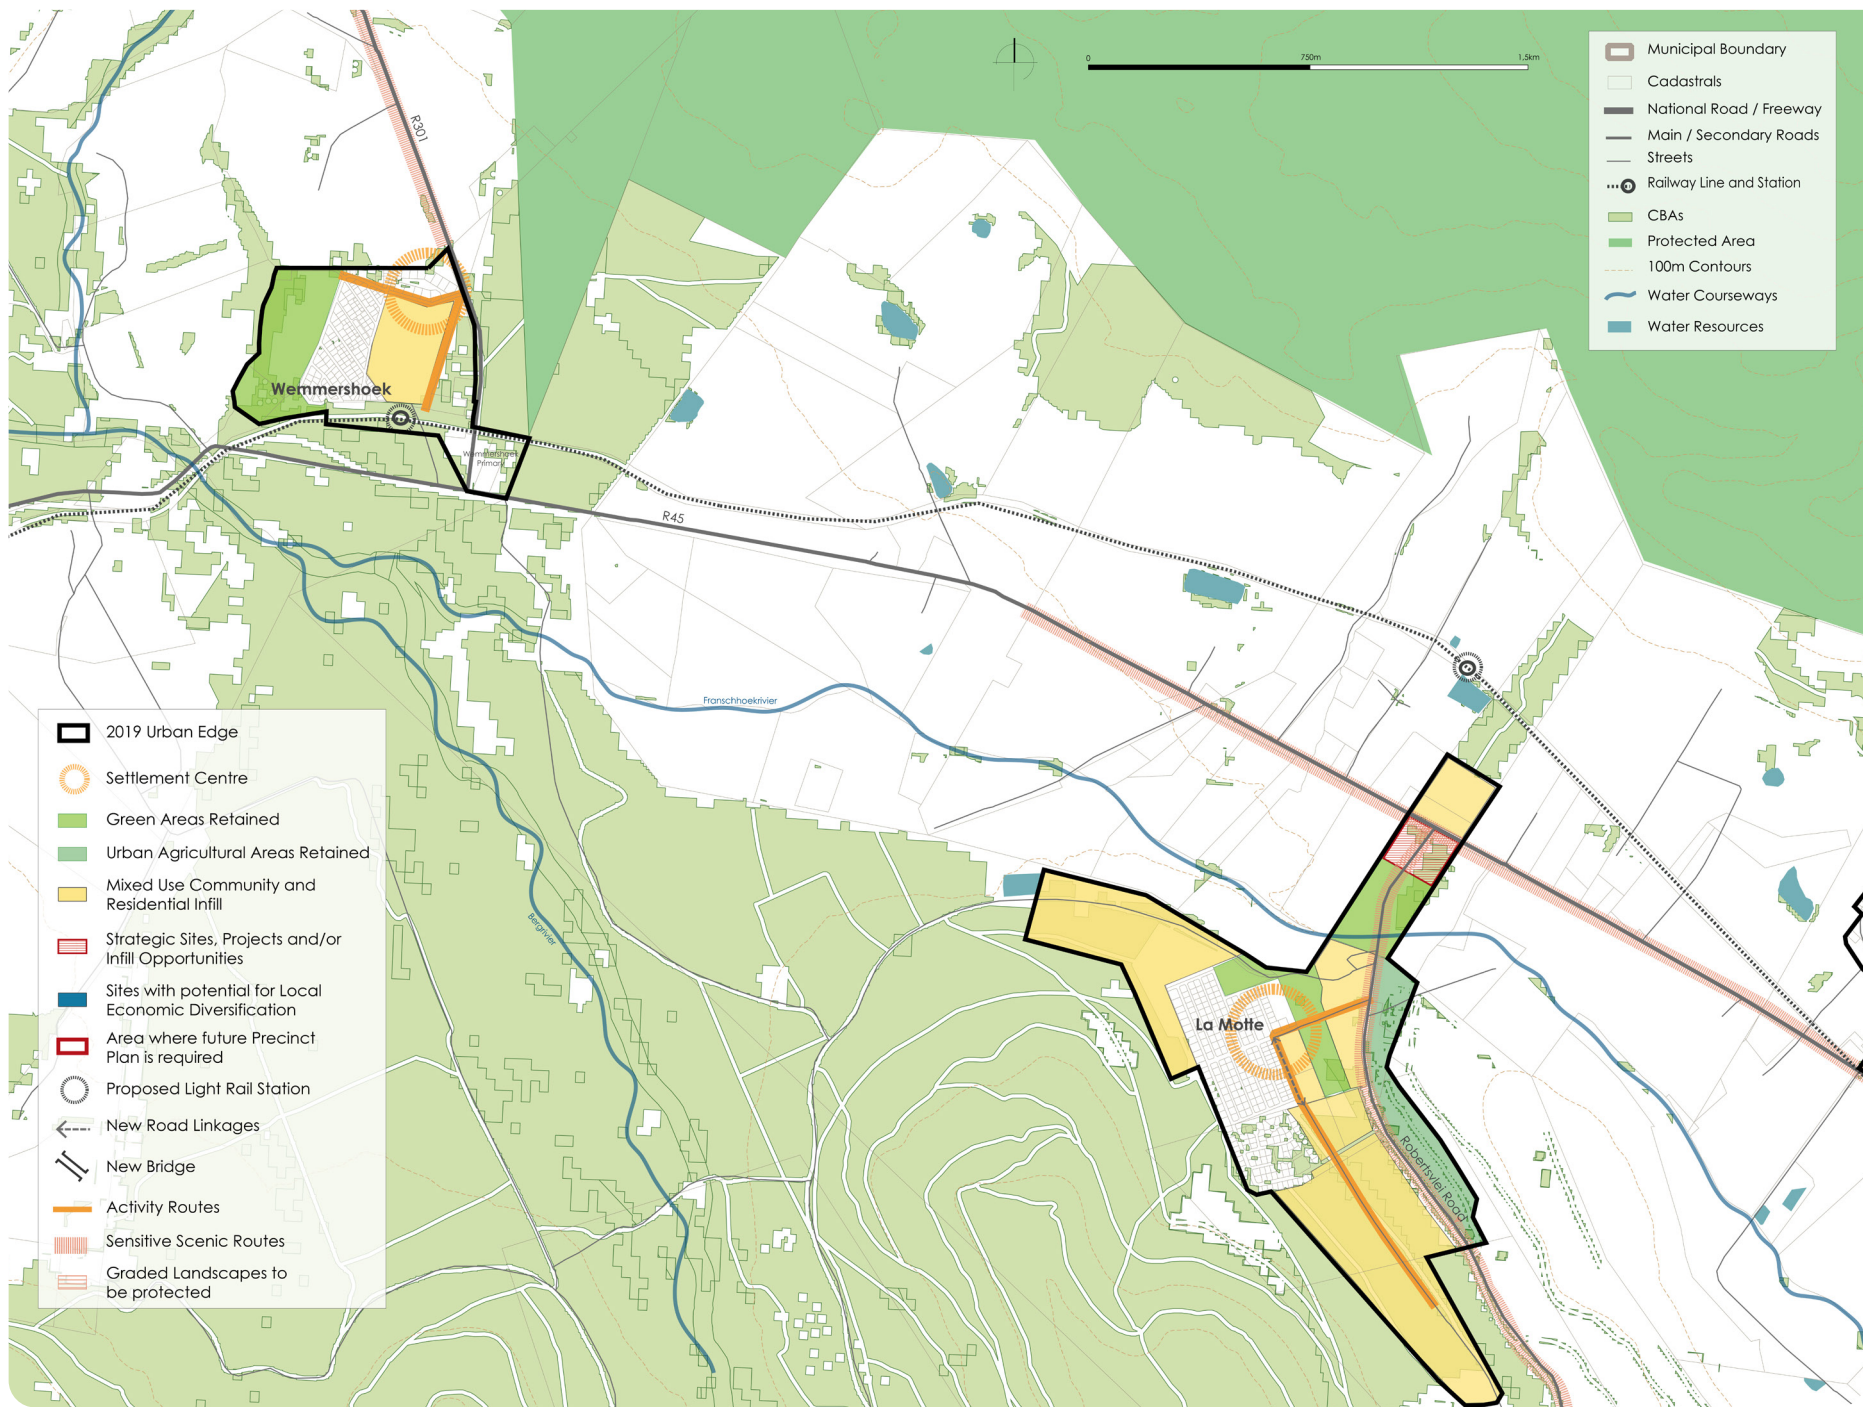 0
750m
1,5km
Municipal Boundary
Cadastrals
National Road / Freeway
Main / Secondary Roads
Streets
Railway Line and Station
CBAs
Protected Area
100m Contours
Water Courseways
Water Resources
R301
Wemmershoek
Wemmershoek
Primary
R45
Franschhoekrivier
Bergrivier
La Motte
Robertsvlei Road
2019 Urban Edge
Settlement Centre
Green Areas Retained
Urban Agricultural Areas Retained
Mixed Use Community and
Residential Infill
Strategic Sites, Projects and/or
Infill Opportunities
Sites with potential for Local
Economic Diversification
Area where future Precinct
Plan is required
Proposed Light Rail Station
New Road Linkages
New Bridge
Activity Routes
Sensitive Scenic Routes
Graded Landscapes to
be protected